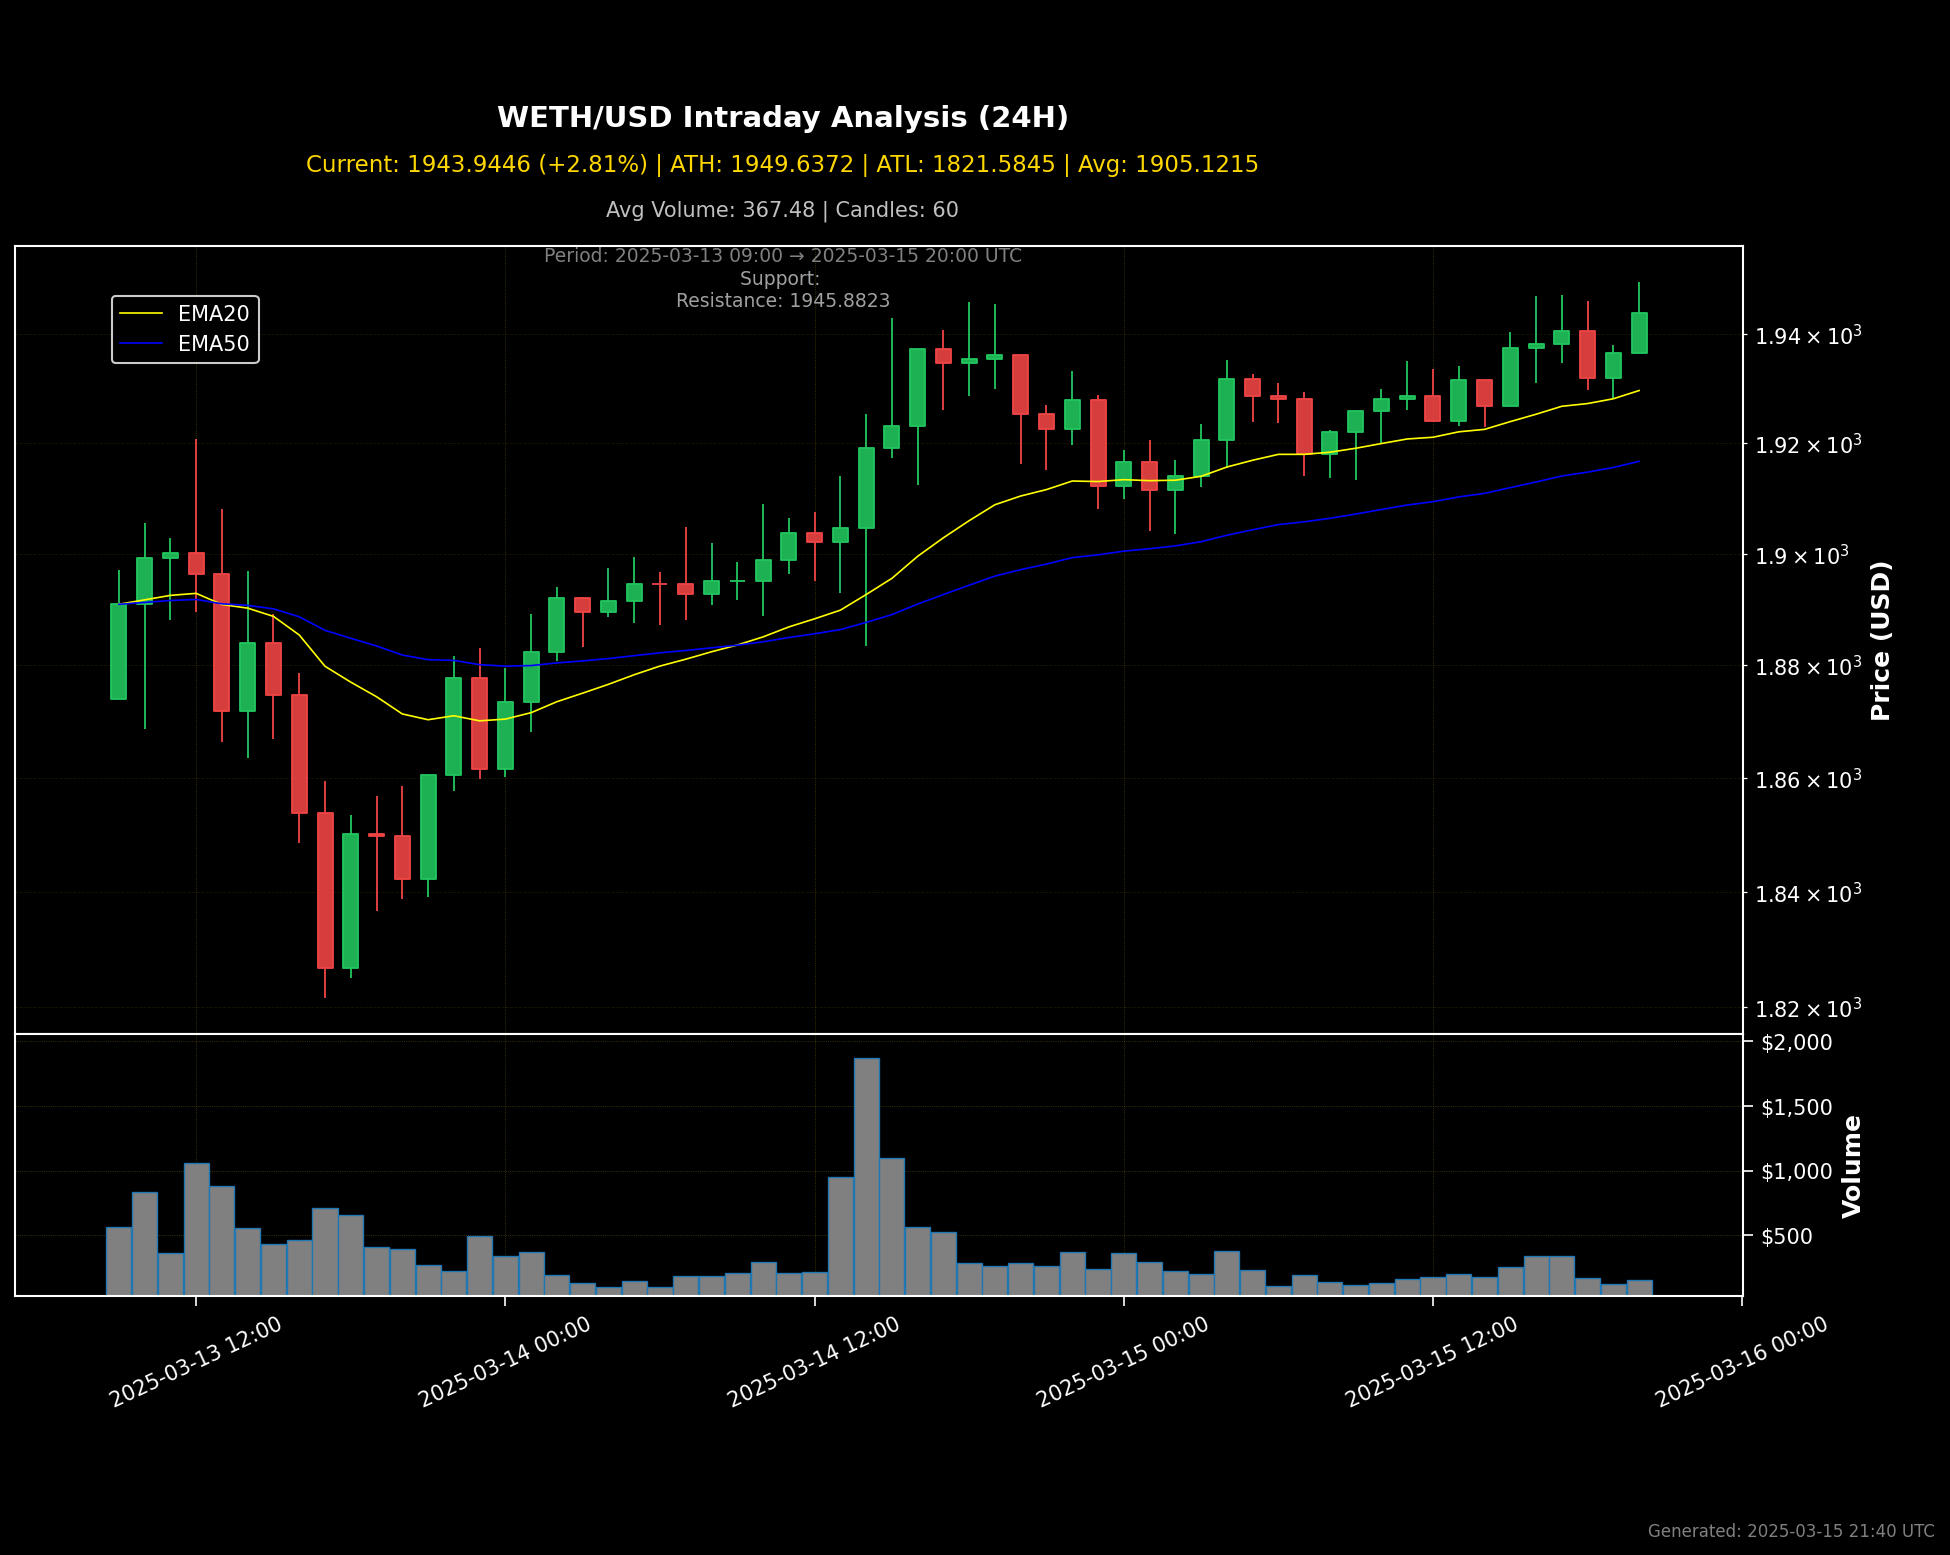 WETH/USD Intraday Analysis (24H)
Current: 1943.9446 (+2.81%) | ATH: 1949.6372 | ATL: 1821.5845 | Avg: 1905.1215
Avg Volume: 367.48 | Candles: 60
Period: 2025-03-13 09:00 → 2025-03-15 20:00 UTC
Support:
Resistance: 1945.8823
EMA20
EMA50
1.94 × 10³
1.92 × 10³
1.9 × 10³
1.88 × 10³
1.86 × 10³
1.84 × 10³
1.82 × 10³
Price (USD)
$2,000
$1,500
$1,000
$500
Volume
2025-03-13 12:00
2025-03-14 00:00
2025-03-14 12:00
2025-03-15 00:00
2025-03-15 12:00
2025-03-16 00:00
Generated: 2025-03-15 21:40 UTC